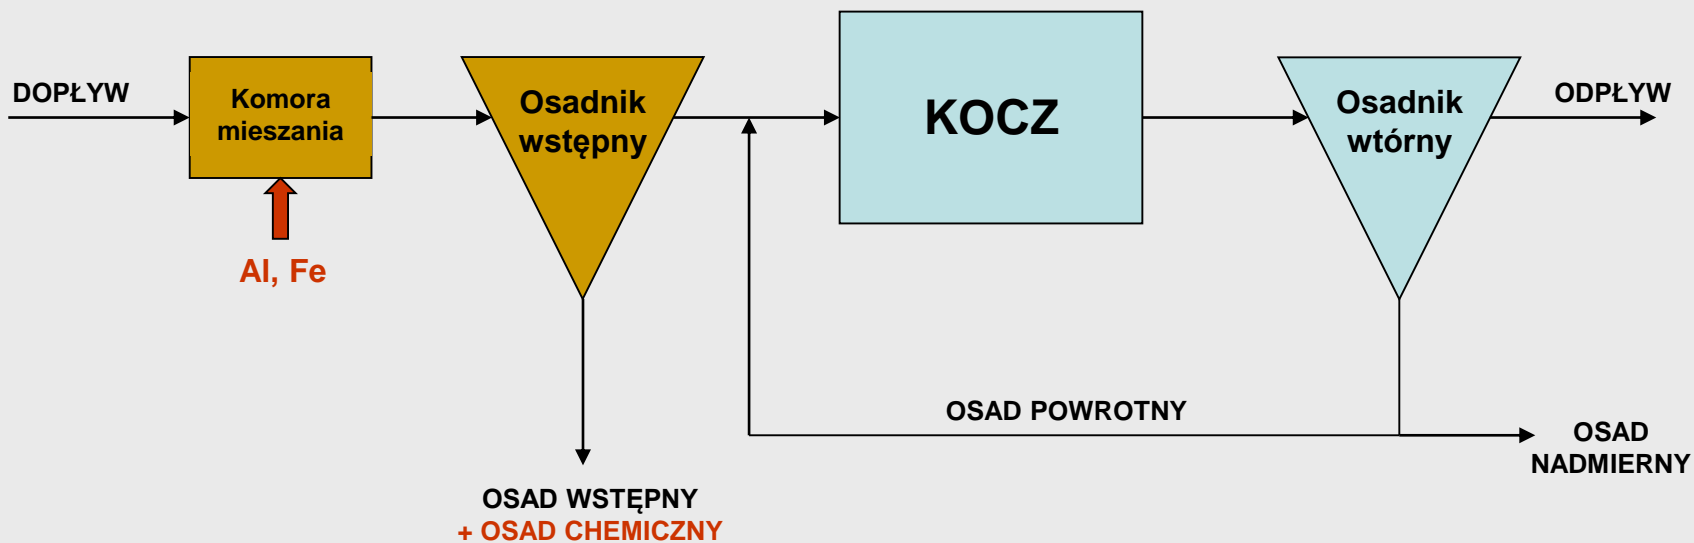 DOPŁYW
Komora
mieszania
Al, Fe
Osadnik
wstępny
OSAD WSTĘPNY
+ OSAD CHEMICZNY
KOCZ
Osadnik
wtórny
ODPŁYW
OSAD POWROTNY
OSAD
NADMIERNY